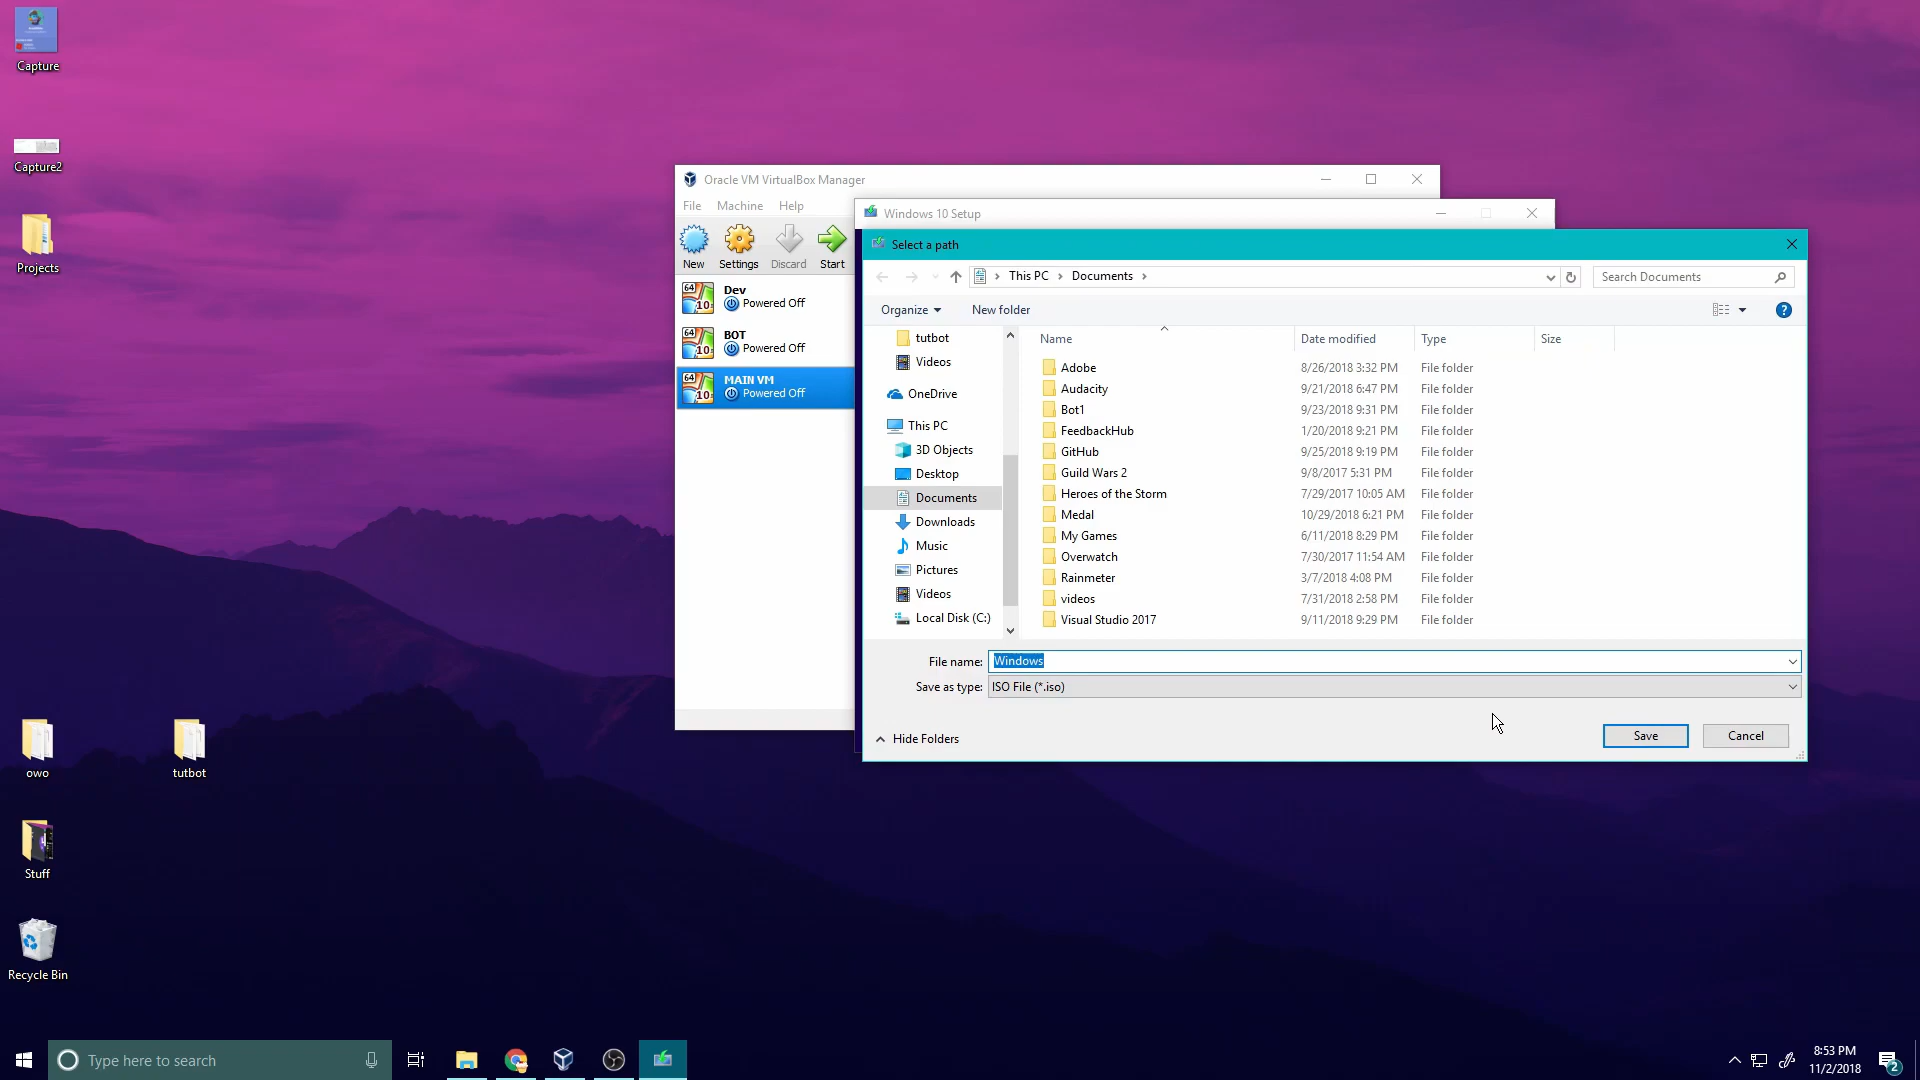 Capture
Capture2
Projects
owo
tutbot
Stuff
Recycle Bin
Oracle VM VirtualBox Manager
File Machine Help
New Settings Discard Start
Dev
Powered Off
BOT
Powered Off
MAIN VM
Powered Off
Windows 10 Setup
Select a path
This PC Documents
Search Documents
Organize New folder
tutbot
Videos
OneDrive
This PC
3D Objects
Desktop
Documents
Downloads
Music
Pictures
Videos
Local Disk (C:)
Name Date modified Type Size
Adobe 8/26/2018 3:32 PM File folder
Audacity 9/21/2018 6:47 PM File folder
Bot1 9/23/2018 9:31 PM File folder
FeedbackHub 1/20/2018 9:21 PM File folder
GitHub 9/25/2018 9:19 PM File folder
Guild Wars 2 9/8/2017 5:31 PM File folder
Heroes of the Storm 7/29/2017 10:05 AM File folder
Medal 10/29/2018 6:21 PM File folder
My Games 6/11/2018 8:29 PM File folder
Overwatch 7/30/2017 11:54 AM File folder
Rainmeter 3/7/2018 4:08 PM File folder
videos 7/31/2018 2:58 PM File folder
Visual Studio 2017 9/11/2018 9:29 PM File folder
File name: Windows
Save as type: ISO File (*.iso)
Hide Folders
Save
Cancel
Type here to search
8:53 PM
11/2/2018
2